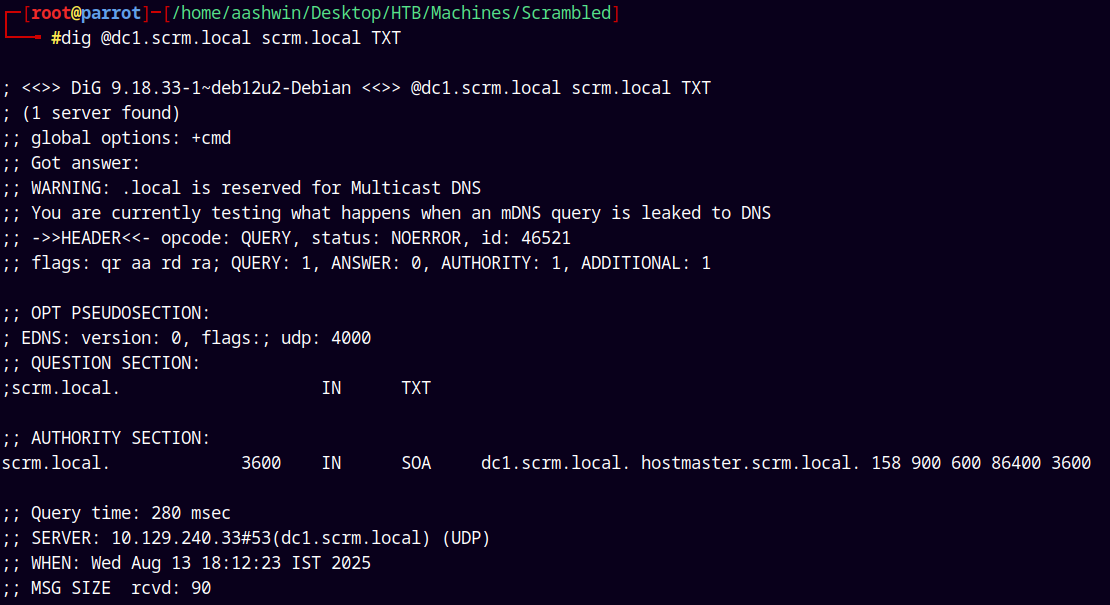 [root@parrot]─[/home/aashwin/Desktop/HTB/Machines/Scrambled]
#dig @dc1.scrm.local scrm.local TXT
; <<>> DiG 9.18.33-1~deb12u2-Debian <<>> @dc1.scrm.local scrm.local TXT
; (1 server found)
;; global options: +cmd
;; Got answer:
;; WARNING: .local is reserved for Multicast DNS
;; You are currently testing what happens when an mDNS query is leaked to DNS
;; ->>HEADER<<- opcode: QUERY, status: NOERROR, id: 46521
;; flags: qr aa rd ra; QUERY: 1, ANSWER: 0, AUTHORITY: 1, ADDITIONAL: 1
;; OPT PSEUDOSECTION:
; EDNS: version: 0, flags:; udp: 4000
;; QUESTION SECTION:
;scrm.local. IN TXT
;; AUTHORITY SECTION:
scrm.local. 3600 IN SOA dc1.scrm.local. hostmaster.scrm.local. 158 900 600 86400 3600
;; Query time: 280 msec
;; SERVER: 10.129.240.33#53(dc1.scrm.local) (UDP)
;; WHEN: Wed Aug 13 18:12:23 IST 2025
;; MSG SIZE  rcvd: 90